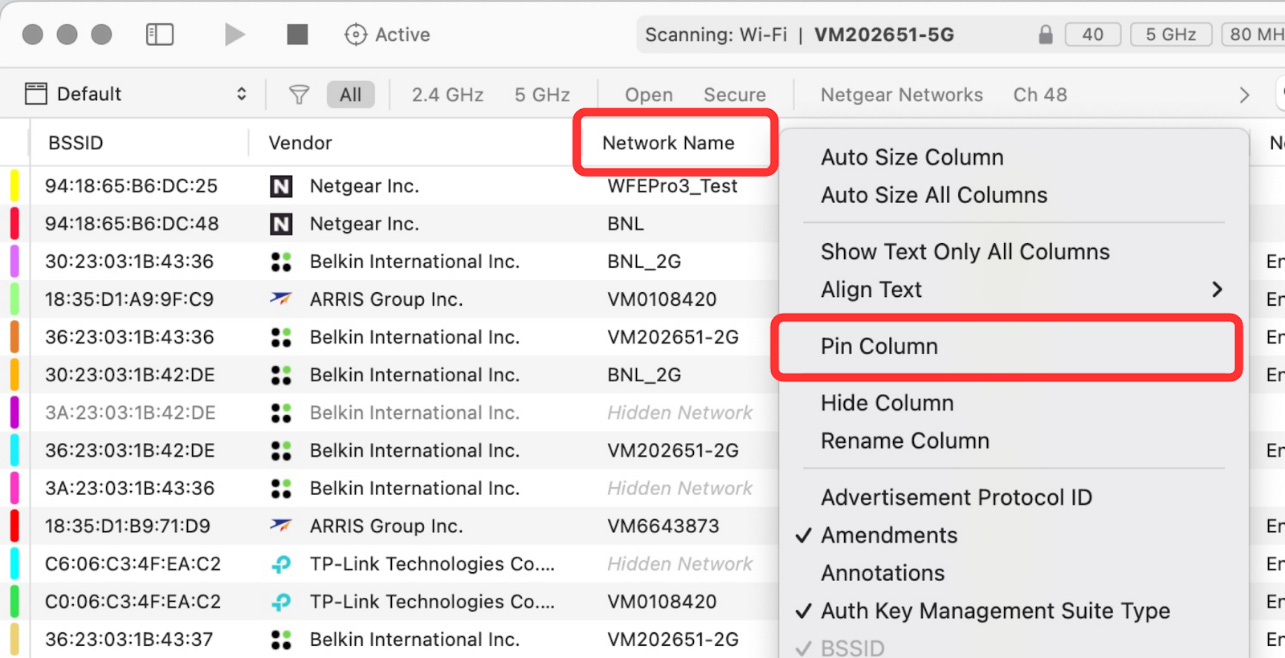 Active
Scanning: Wi-Fi | VM202651-5G
40
5 GHz
80 MH
Default
All
2.4 GHz
5 GHz
Open
Secure
Netgear Networks
Ch 48
BSSID Vendor Network Name
94:18:65:B6:DC:25 N Netgear Inc. WFEPro3_Test
94:18:65:B6:DC:48 N Netgear Inc. BNL
30:23:03:1B:43:36 Belkin International Inc. BNL_2G
18:35:D1:A9:9F:C9 ARRIS Group Inc. VM0108420
36:23:03:1B:43:36 Belkin International Inc. VM202651-2G
30:23:03:1B:42:DE Belkin International Inc. BNL_2G
3A:23:03:1B:42:DE Belkin International Inc. Hidden Network
36:23:03:1B:42:DE Belkin International Inc. VM202651-2G
3A:23:03:1B:43:36 Belkin International Inc. Hidden Network
18:35:D1:B9:71:D9 ARRIS Group Inc. VM6643873
C6:06:C3:4F:EA:C2 TP-Link Technologies Co.... Hidden Network
C0:06:C3:4F:EA:C2 TP-Link Technologies Co.... VM0108420
36:23:03:1B:43:37 Belkin International Inc. VM202651-2G
Auto Size Column
Auto Size All Columns
Show Text Only All Columns
Align Text
Pin Column
Hide Column
Rename Column
Advertisement Protocol ID
Amendments
Annotations
Auth Key Management Suite Type
BSSID